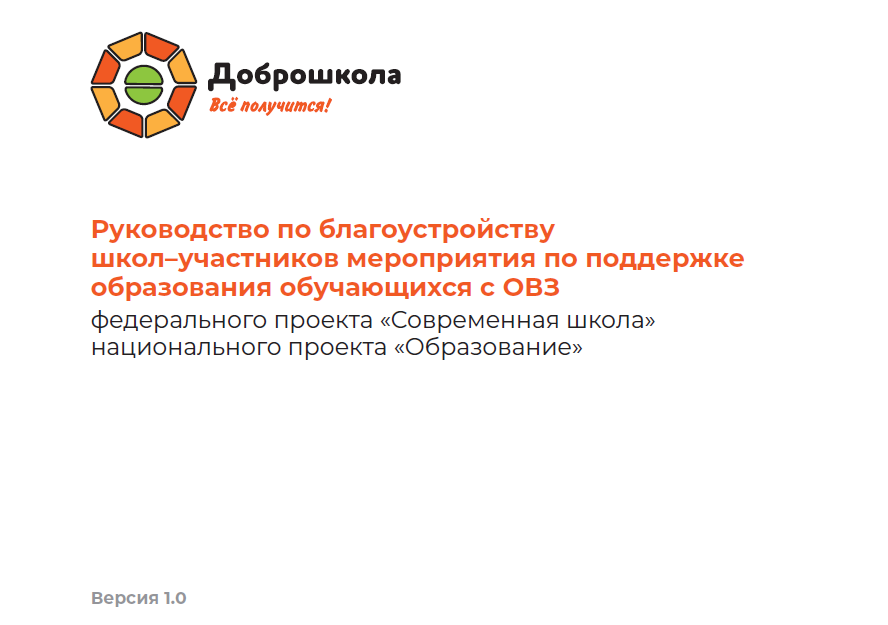 Доброшкола
Всё получится!
Руководство по благоустройству
школ–участников мероприятия по поддержке
образования обучающихся с ОВЗ
федерального проекта «Современная школа»
национального проекта «Образование»
Версия 1.0